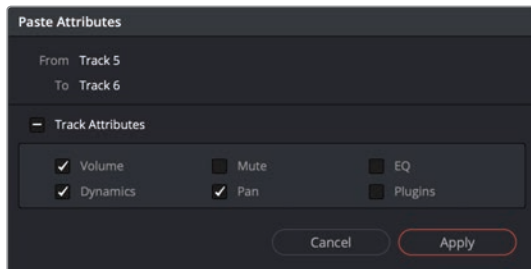 Paste Attributes
From Track 5
To Track 6
Track Attributes
Volume Mute EQ
Dynamics Pan Plugins
Cancel Apply